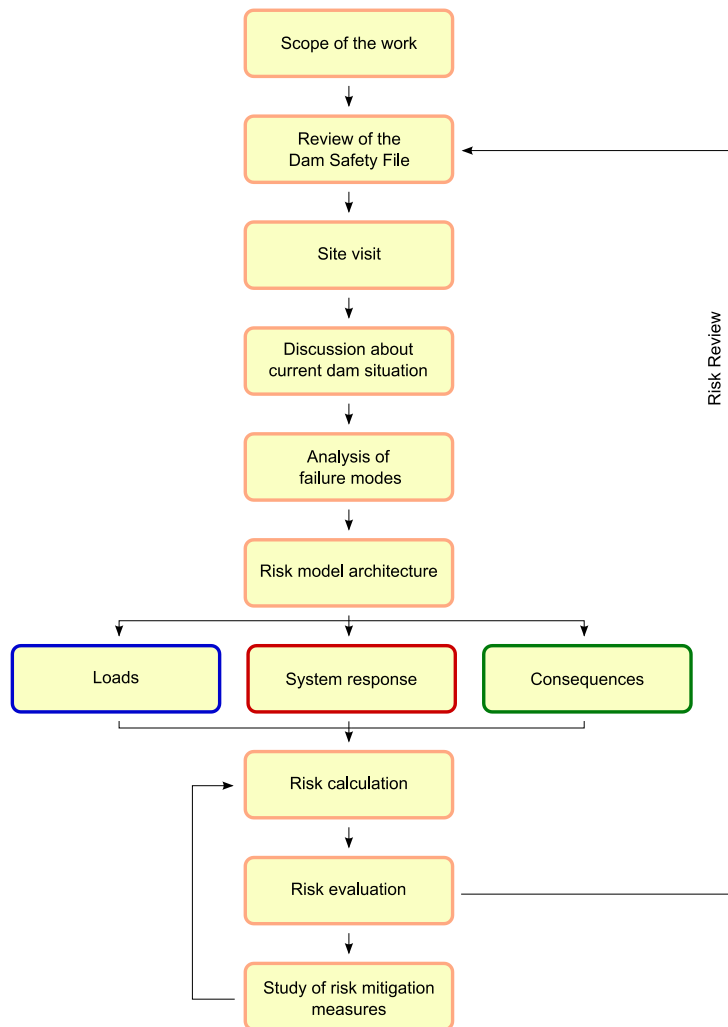 Scope of the work
Review of the
Dam Safety File
Site visit
Discussion about
current dam situation
Risk Review
Analysis of
failure modes
Risk model architecture
Loads
System response
Consequences
Risk calculation
Risk evaluation
Study of risk mitigation
measures